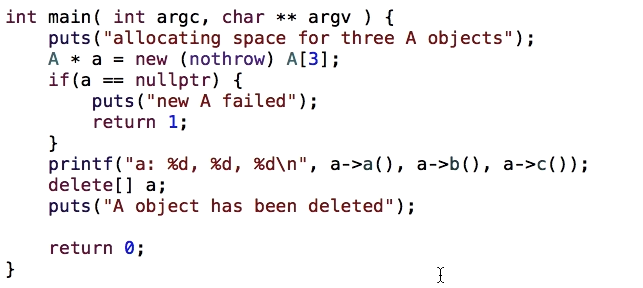 int main( int argc, char ** argv ) {
    puts("allocating space for three A objects");
    A * a = new (nothrow) A[3];
    if(a == nullptr) {
        puts("new A failed");
        return 1;
    }
    printf("a: %d, %d, %d\n", a->a(), a->b(), a->c());
    delete[] a;
    puts("A object has been deleted");

    return 0;
}